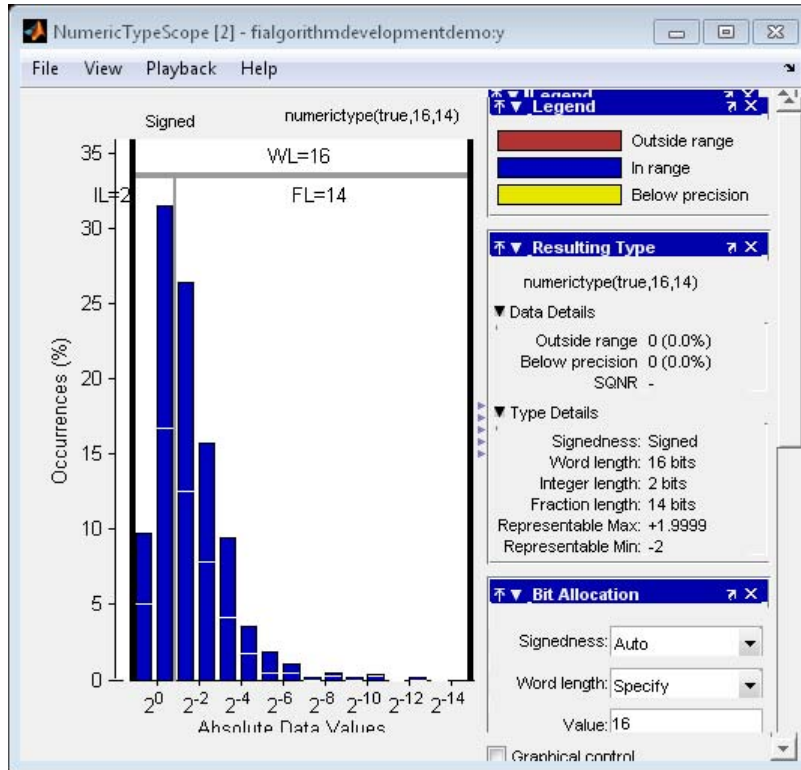 NumericTypeScope [2] - fialgorithmdevelopmentdemo:y
File View Playback Help
Signed numerictype(true,16,14)
WL=16
IL=2 FL=14
35
30
25
20
15
10
5
0
Occurrences (%)
2^0 2^-2 2^-4 2^-6 2^-8 2^-10 2^-12 2^-14
Absolute Data Values
Legend
Legend
Outside range
In range
Below precision
Resulting Type
numerictype(true,16,14)
Data Details
Outside range 0 (0.0%)
Below precision 0 (0.0%)
SQNR -
Type Details
Signedness: Signed
Word length: 16 bits
Integer length: 2 bits
Fraction length: 14 bits
Representable Max: +1.9999
Representable Min: -2
Bit Allocation
Signedness: Auto
Word length: Specify
Value: 16
Graphical control